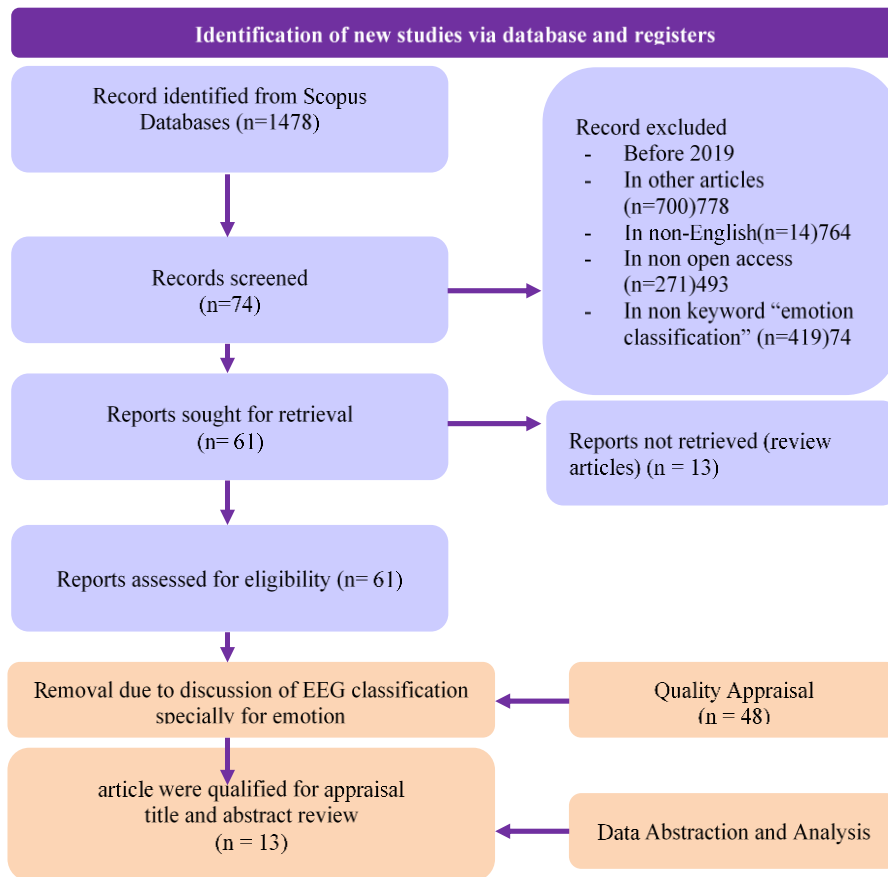 Identification of new studies via database and registers
Record identified from Scopus
Databases (n=1478)
Record excluded
- Before 2019
- In other articles
(n=700)778
- In non-English(n=14)764
- In non open access
(n=271)493
- In non keyword “emotion
classification” (n=419)74
Records screened
(n=74)
Reports sought for retrieval
(n= 61)
Reports not retrieved (review
articles) (n = 13)
Reports assessed for eligibility (n= 61)
Removal due to discussion of EEG classification
specially for emotion
Quality Appraisal
(n = 48)
article were qualified for appraisal
title and abstract review
(n = 13)
Data Abstraction and Analysis